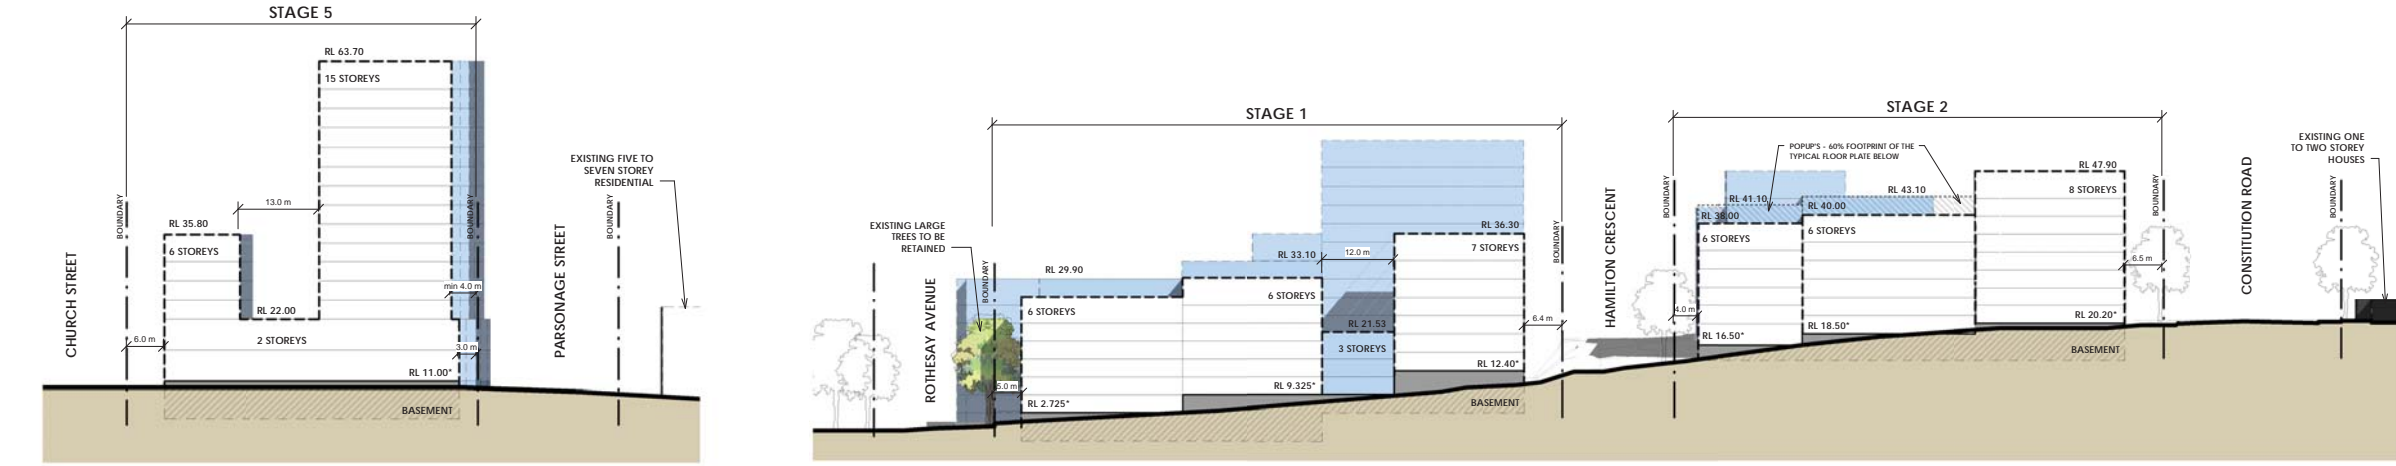 STAGE 5
RL 63.70
15 STOREYS
13.0 m
RL 35.80
6 STOREYS
RL 22.00
2 STOREYS
min 4.0 m
6.0 m
3.0 m
RL 11.00*
BASEMENT
CHURCH STREET
BOUNDARY
BOUNDARY
PARSONAGE STREET
BOUNDARY
EXISTING FIVE TO
SEVEN STOREY
RESIDENTIAL
STAGE 1
EXISTING LARGE
TREES TO BE
RETAINED
ROTHESAY AVENUE
BOUNDARY
RL 29.90
6 STOREYS
5.0 m
RL 2.725*
RL 33.10
6 STOREYS
RL 9.325*
12.0 m
RL 21.53
3 STOREYS
RL 36.30
7 STOREYS
RL 12.40*
6.4 m
BASEMENT
BOUNDARY
HAMILTON CRESCENT
STAGE 2
BOUNDARY
POPUP'S - 60% FOOTPRINT OF THE
TYPICAL FLOOR PLATE BELOW
RL 41.10
RL 38.00
6 STOREYS
4.0 m
RL 16.50*
RL 43.10
RL 40.00
6 STOREYS
RL 18.50*
RL 47.90
8 STOREYS
RL 20.20*
6.5 m
BASEMENT
BOUNDARY
CONSTITUTION ROAD
BOUNDARY
EXISTING ONE
TO TWO STOREY
HOUSES